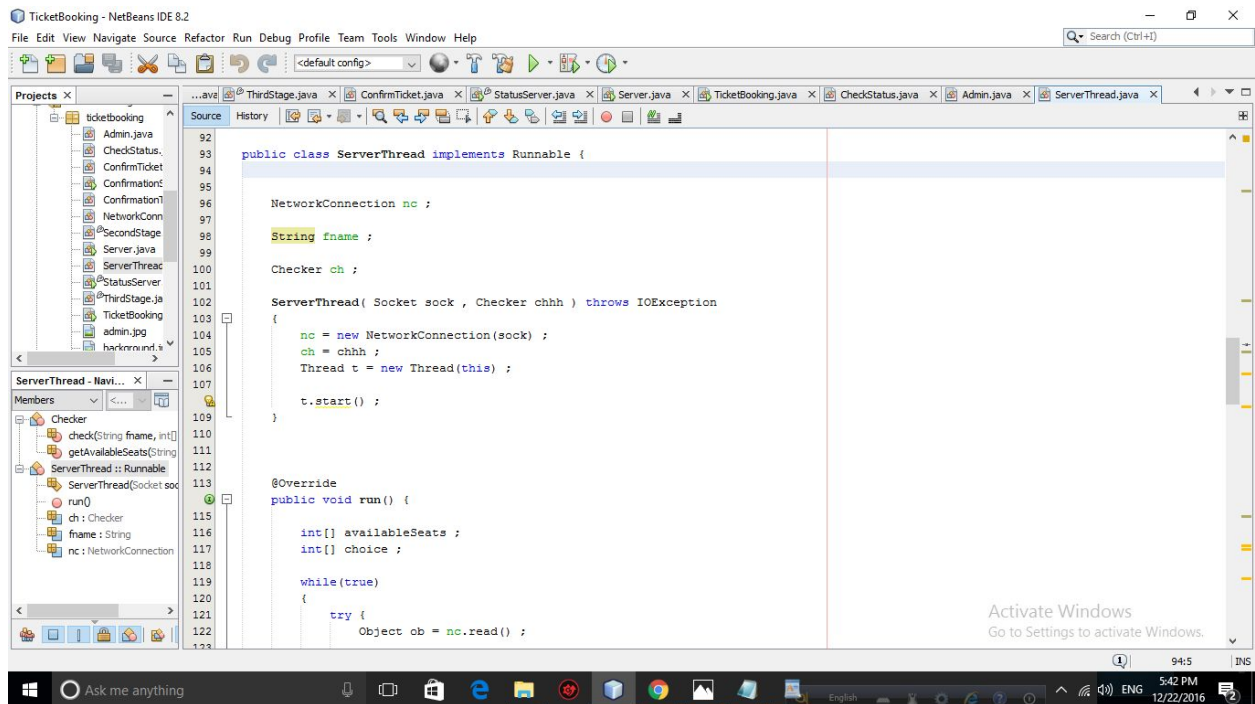 TicketBooking - NetBeans IDE 8.2
File Edit View Navigate Source Refactor Run Debug Profile Team Tools Window Help
Search (Ctrl+I)
<default config>
Projects
...ava ThirdStage.java ConfirmTicket.java StatusServer.java Server.java TicketBooking.java CheckStatus.java Admin.java ServerThread.java
Source History
ticketbooking
Admin.java
CheckStatus.
ConfirmTicket
ConfirmationS
ConfirmationT
NetworkConn
SecondStage
Server.java
ServerThread
StatusServer
ThirdStage.ja
TicketBooking
admin.jpg
background.j
ServerThread - Navi...
Members <...
Checker
check(String fname, int[]
getAvailableSeats(String
ServerThread :: Runnable
ServerThread(Socket soc
run()
ch : Checker
fname : String
nc : NetworkConnection
92
93 public class ServerThread implements Runnable {
94
95
96 NetworkConnection nc ;
97
98 String fname ;
99
100 Checker ch ;
101
102 ServerThread( Socket sock , Checker chhh ) throws IOException
103 {
104 nc = new NetworkConnection(sock) ;
105 ch = chhh ;
106 Thread t = new Thread(this) ;
107
t.start() ;
109 }
110
111
112
113 @Override
public void run() {
115
116 int[] availableSeats ;
117 int[] choice ;
118
119 while(true)
120 {
121 try {
122 Object ob = nc.read() ;
123
Activate Windows
Go to Settings to activate Windows.
1 94:5 INS
Ask me anything
English
ENG
5:42 PM
12/22/2016
2